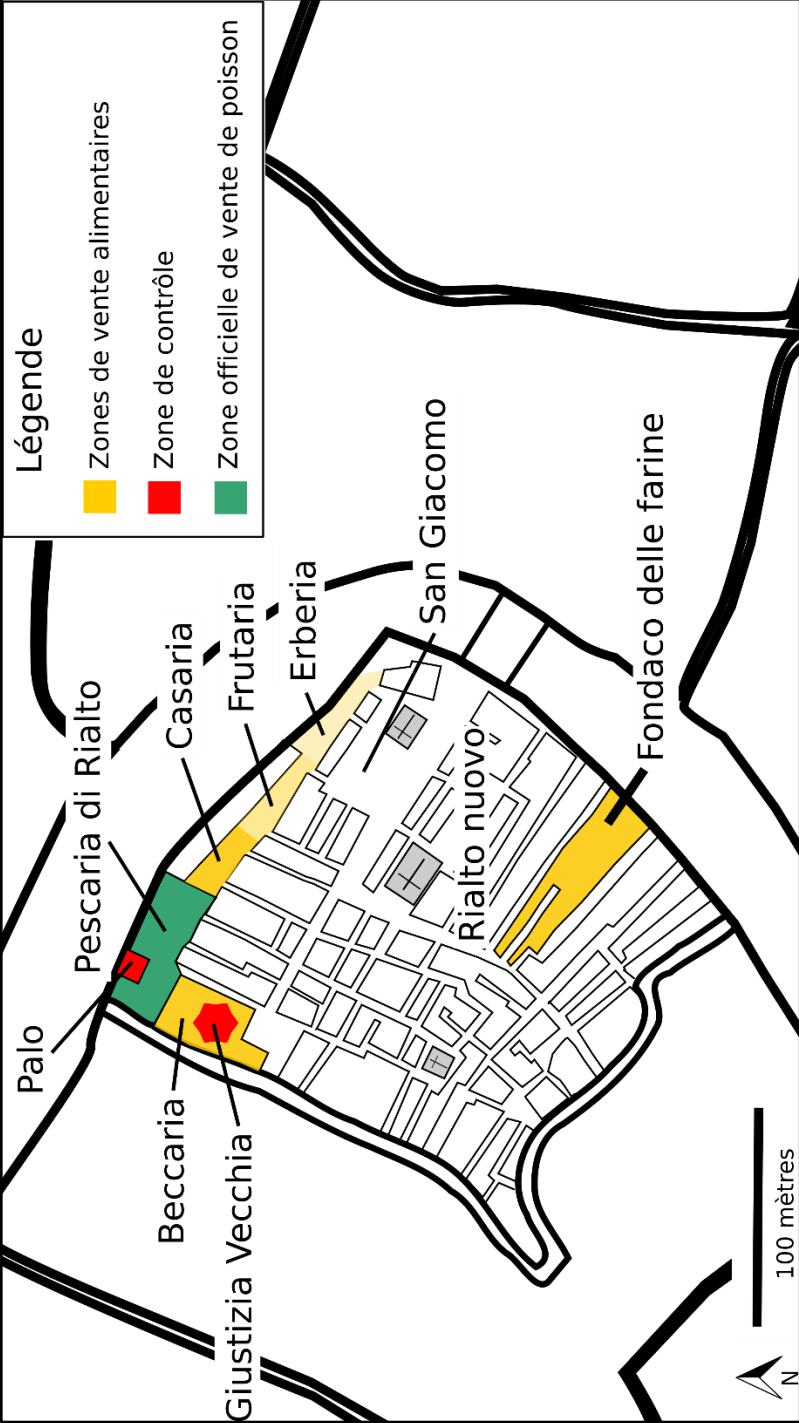 Légende
Zones de vente alimentaires
Zone de contrôle
Zone officielle de vente de poisson
Palo
Pescaria di Rialto
Casaria
Frutaria
Erberia
San Giacomo
Beccaria
Giustizia Vecchia
Rialto nuovo
Fondaco delle farine
100 mètres
N